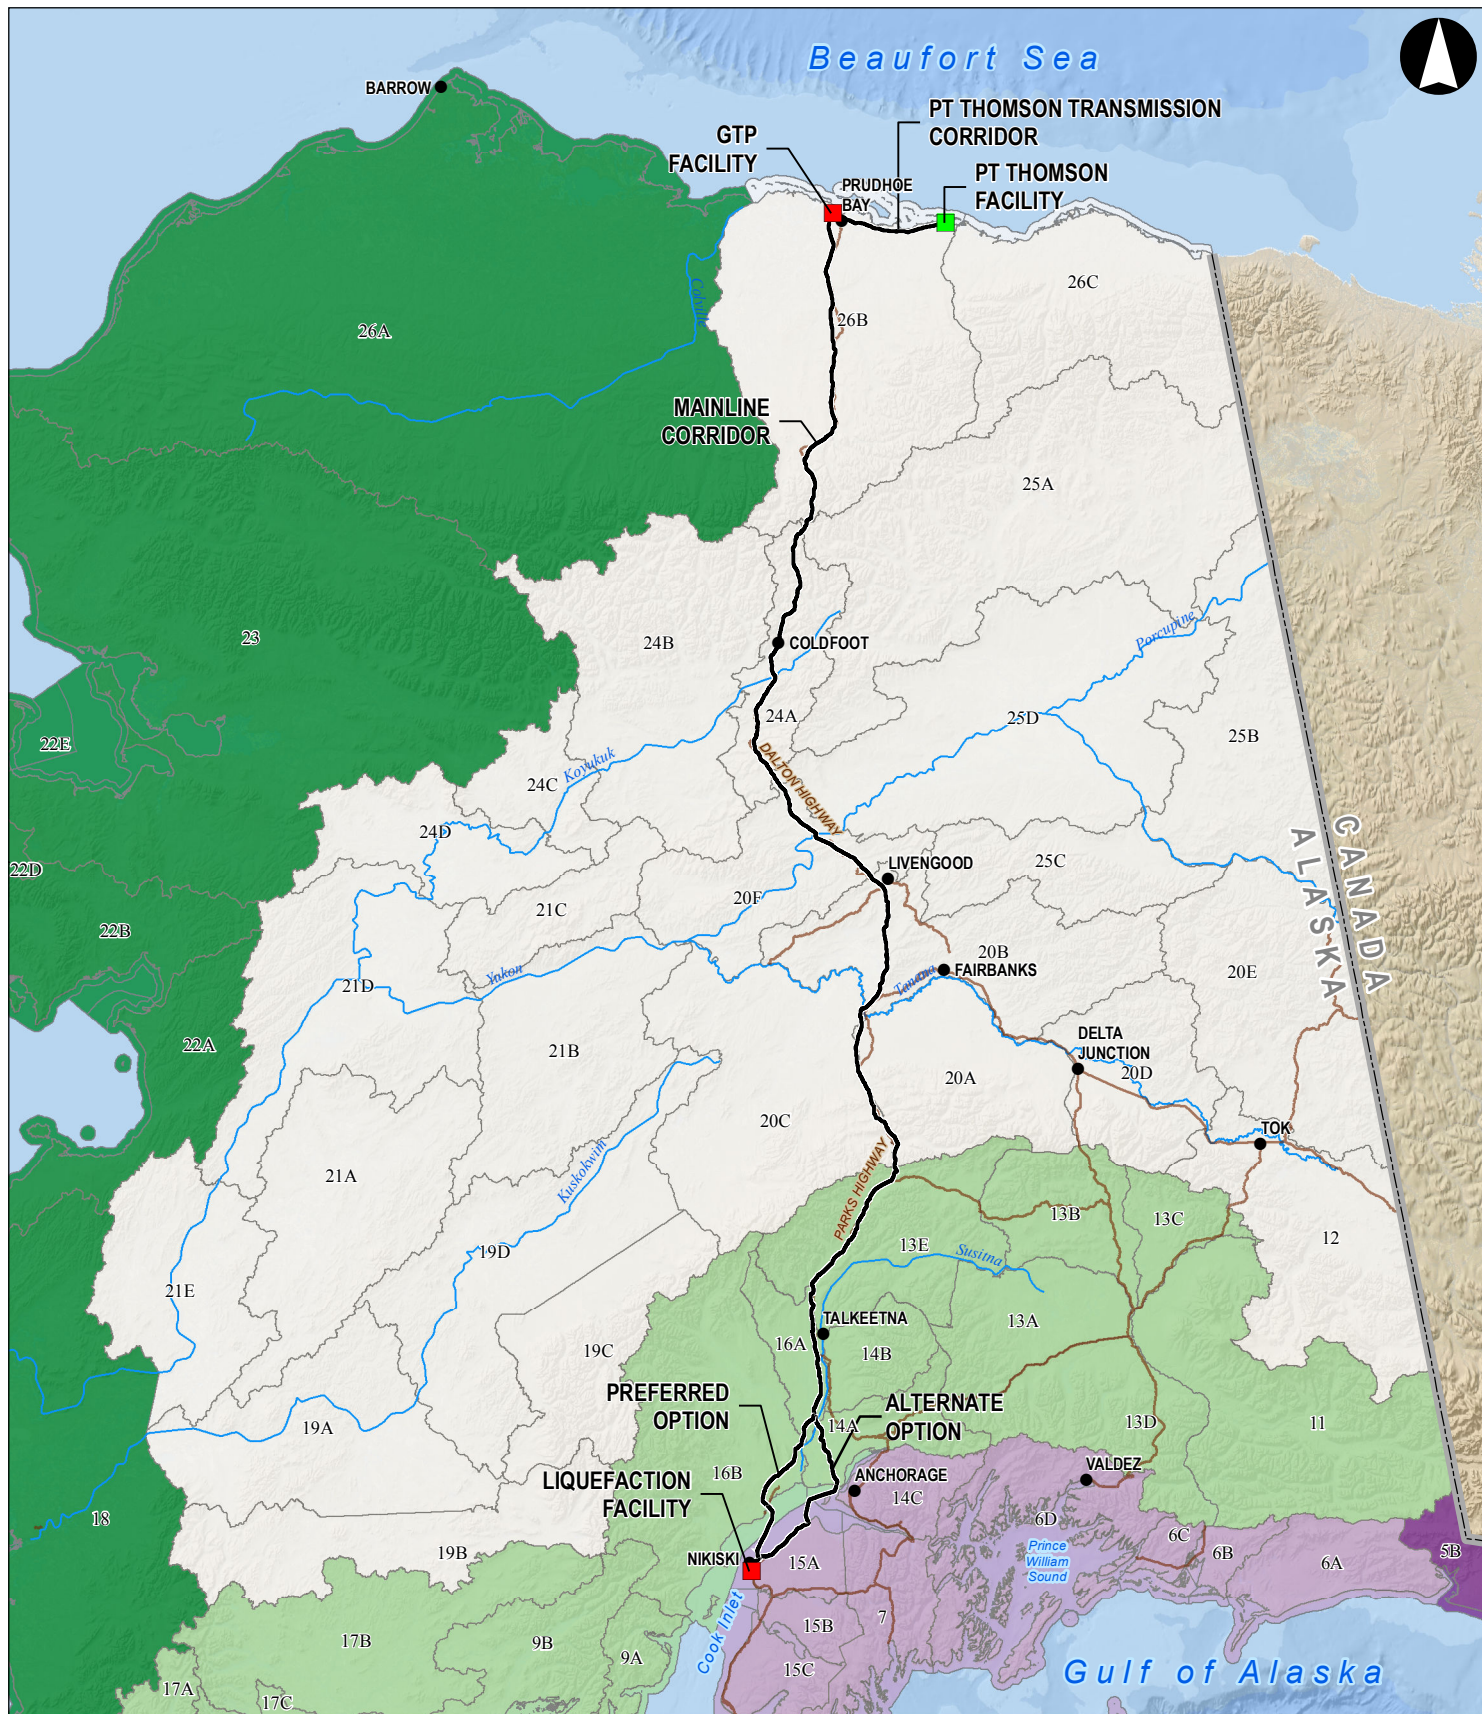 Beaufort Sea
BARROW
PT THOMSON TRANSMISSION
CORRIDOR
GTP
FACILITY
PT THOMSON
FACILITY
PRUDHOE
BAY
26C
Colville
26B
26A
MAINLINE
CORRIDOR
25A
Porcupine
23
24B
COLDFOOT
24A
25D
25B
22E
DALTON HIGHWAY
Koyukuk
24C
24D
CANADA
ALASKA
22D
LIVENGOOD
25C
20F
21C
22B
20B
FAIRBANKS
Tanana
20E
Yukon
21D
22A
21B
DELTA
JUNCTION
20D
20A
20C
TOK
21A
Kuskokwim
PARKS HIGHWAY
13B
13C
12
13E
Susitna
19D
21E
TALKEETNA
13A
16A
14B
19C
PREFERRED
OPTION
ALTERNATE
OPTION
14A
13D
11
19A
16B
ANCHORAGE
VALDEZ
LIQUEFACTION
FACILITY
14C
18
6D
6C
6B
6A
5B
Prince
William
Sound
19B
NIKISKI
15A
Cook Inlet
15B
7
17B
9B
9A
15C
Gulf of Alaska
17A
17C